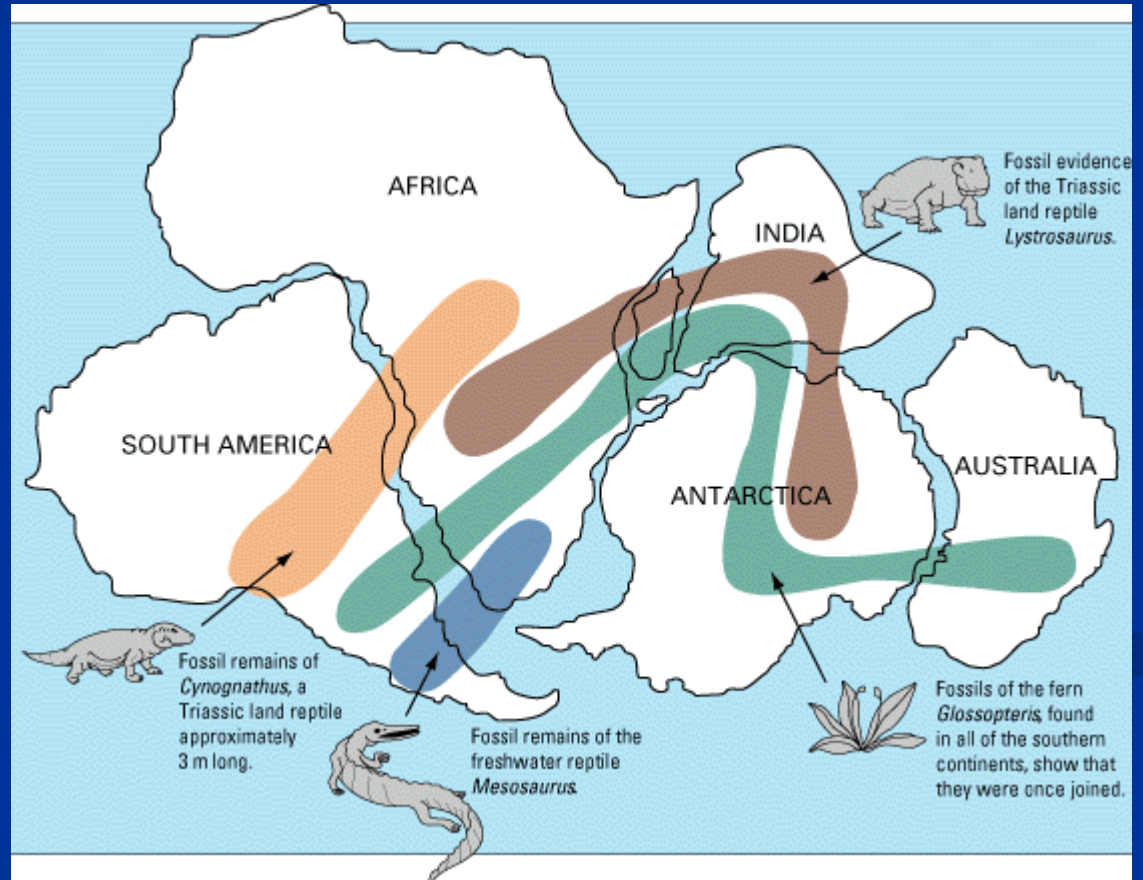 AFRICA
INDIA
Fossil evidence
of the Triassic
land reptile
Lystrosaurus.
SOUTH AMERICA
ANTARCTICA
AUSTRALIA
Fossil remains of
Cynognathus, a
Triassic land reptile
approximately
3 m long.
Fossil remains of the
freshwater reptile
Mesosaurus.
Fossils of the fern
Glossopteris, found
in all of the southern
continents, show that
they were once joined.